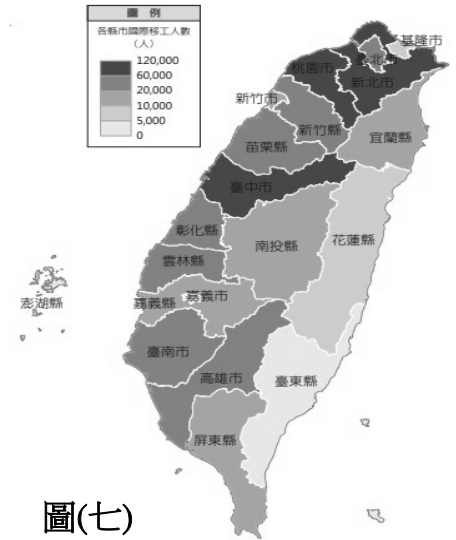 圖 例
各縣市國際移工人數
(人)
120,000
60,000
20,000
10,000
5,000
0
基隆市
臺北市
桃園市
新北市
新竹市
新竹縣
宜蘭縣
苗栗縣
臺中市
彰化縣
南投縣
花蓮縣
雲林縣
澎湖縣
嘉義縣
嘉義市
臺南市
高雄市
臺東縣
屏東縣
圖(七)